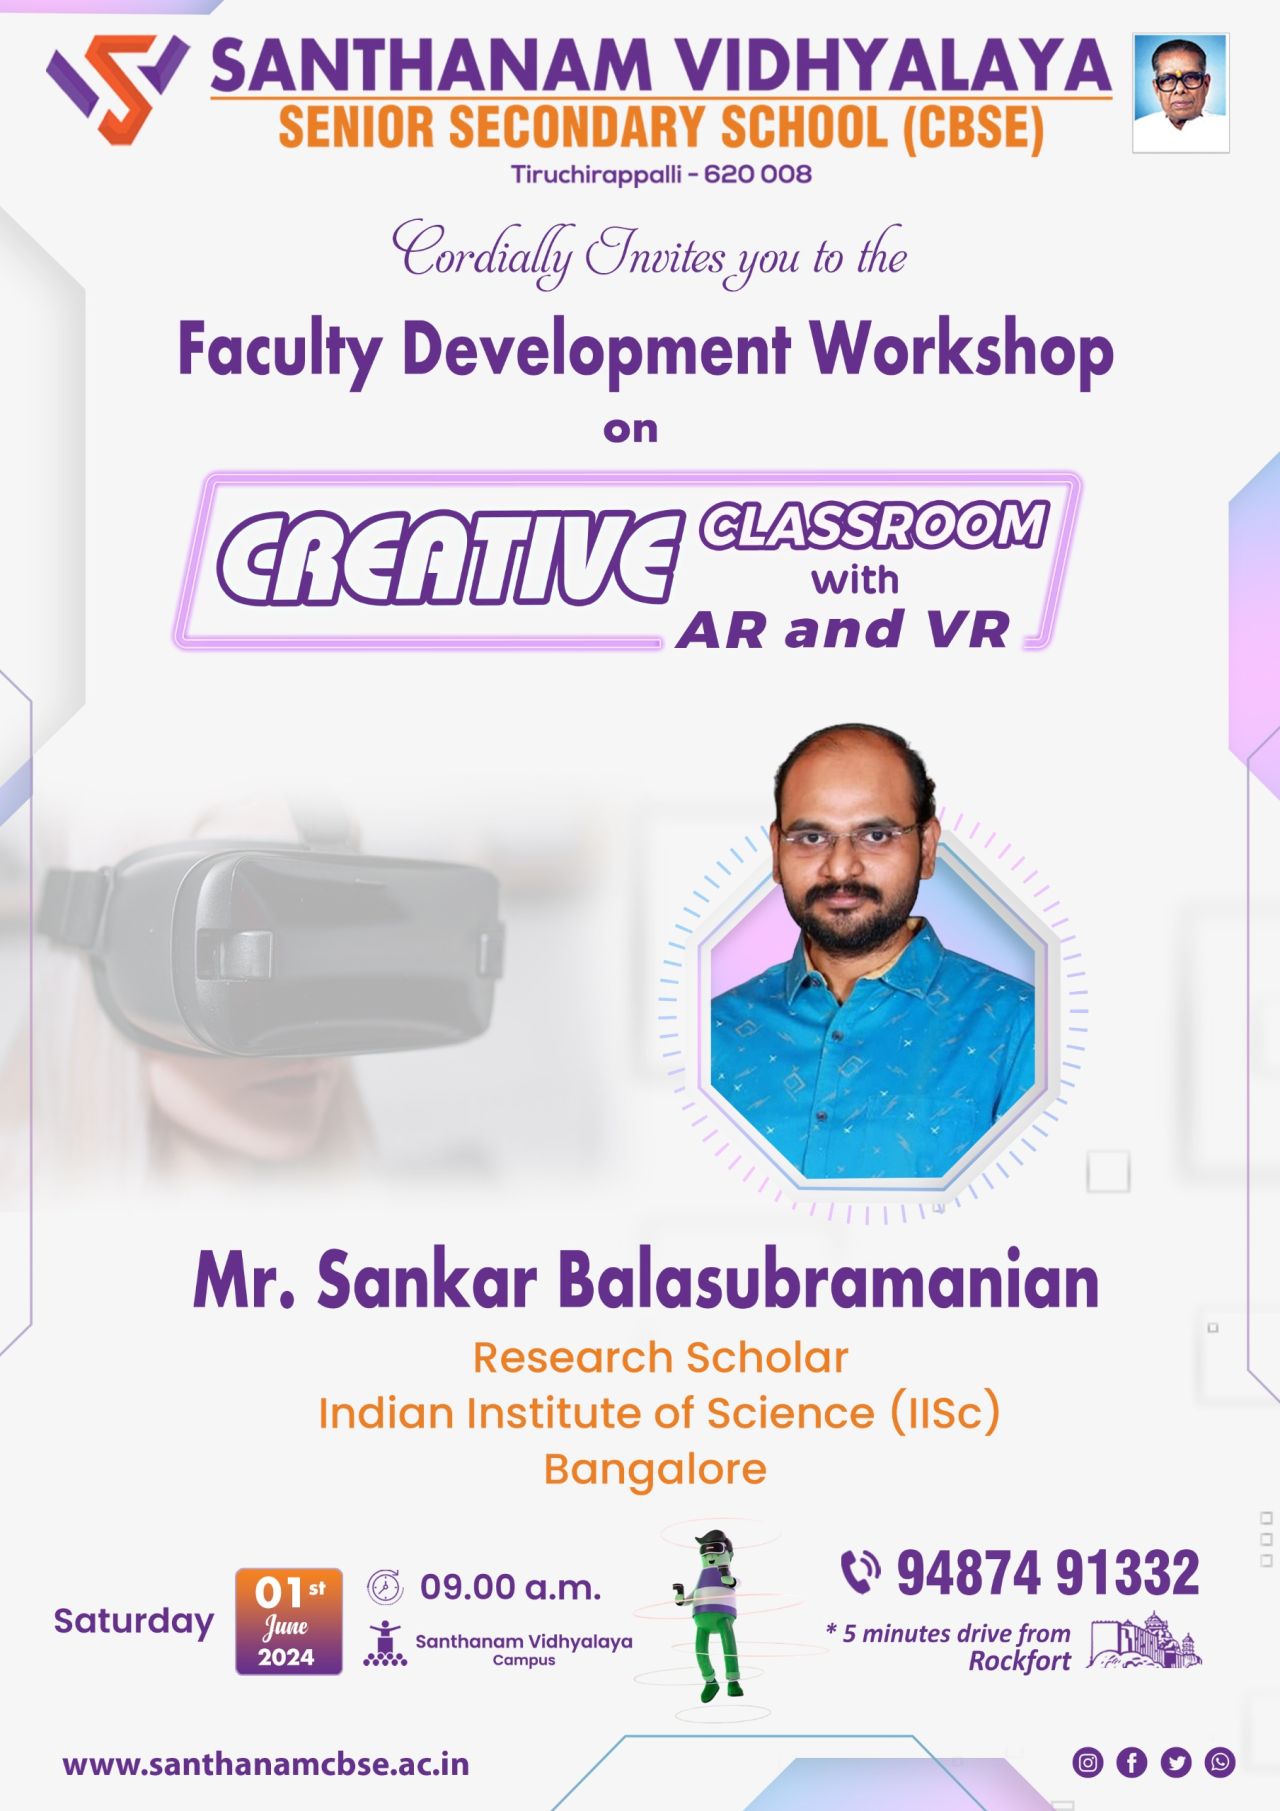 SANTHANAM VIDHYALAYA
SENIOR SECONDARY SCHOOL (CBSE)
Tiruchirappalli - 620 008
Cordially Invites you to the
Faculty Development Workshop
on
CREATIVE CLASSROOM
with
AR and VR
Mr. Sankar Balasubramanian
Research Scholar
Indian Institute of Science (IISc)
Bangalore
Saturday
01st
June
2024
09.00 a.m.
Santhanam Vidhyalaya
Campus
94874 91332
* 5 minutes drive from
Rockfort
www.santhanamcbse.ac.in